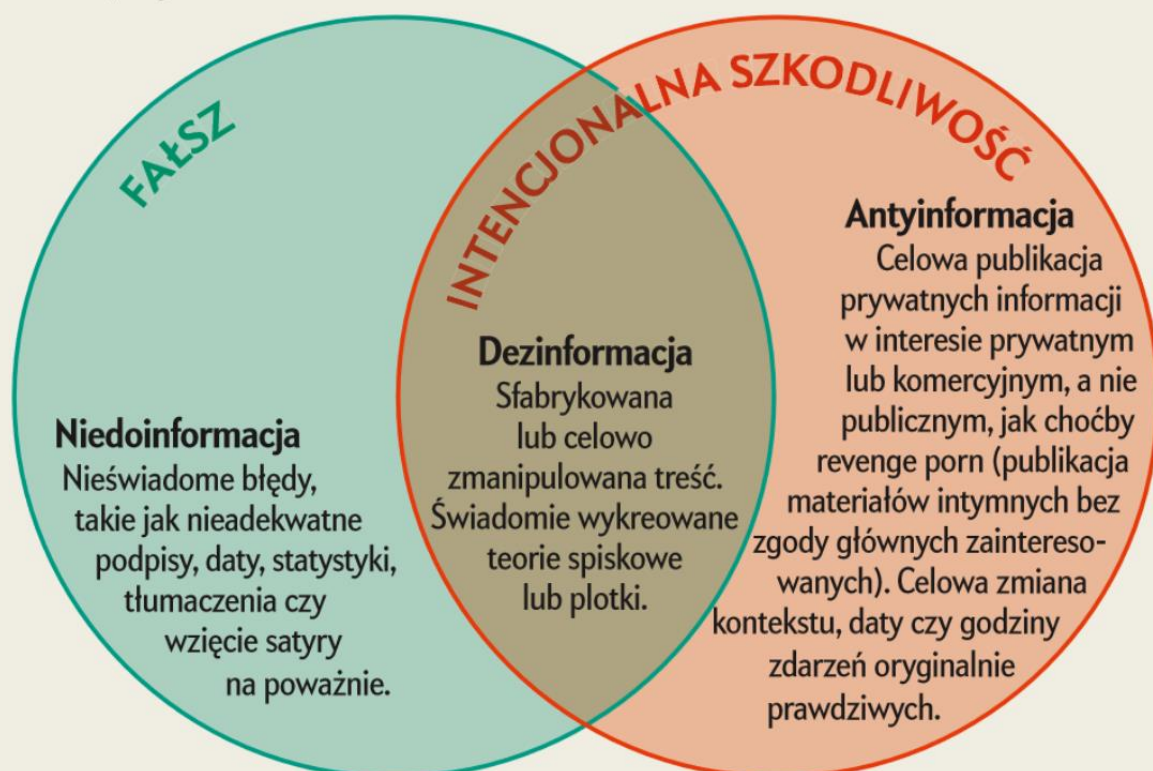 FAŁSZ
INTENCJONALNA SZKODLIWOŚĆ
Niedoinformacja
Nieświadome błędy,
takie jak nieadekwatne
podpisy, daty, statystyki,
tłumaczenia czy
wzięcie satyry
na poważnie.
Dezinformacja
Sfabrykowana
lub celowo
zmanipulowana treść.
Świadomie wykreowane
teorie spiskowe
lub plotki.
Antyinformacja
Celowa publikacja
prywatnych informacji
w interesie prywatnym
lub komercyjnym, a nie
publicznym, jak choćby
revenge porn (publikacja
materiałów intymnych bez
zgody głównych zaintereso-
wanych). Celowa zmiana
kontekstu, daty czy godziny
zdarzeń oryginalnie
prawdziwych.